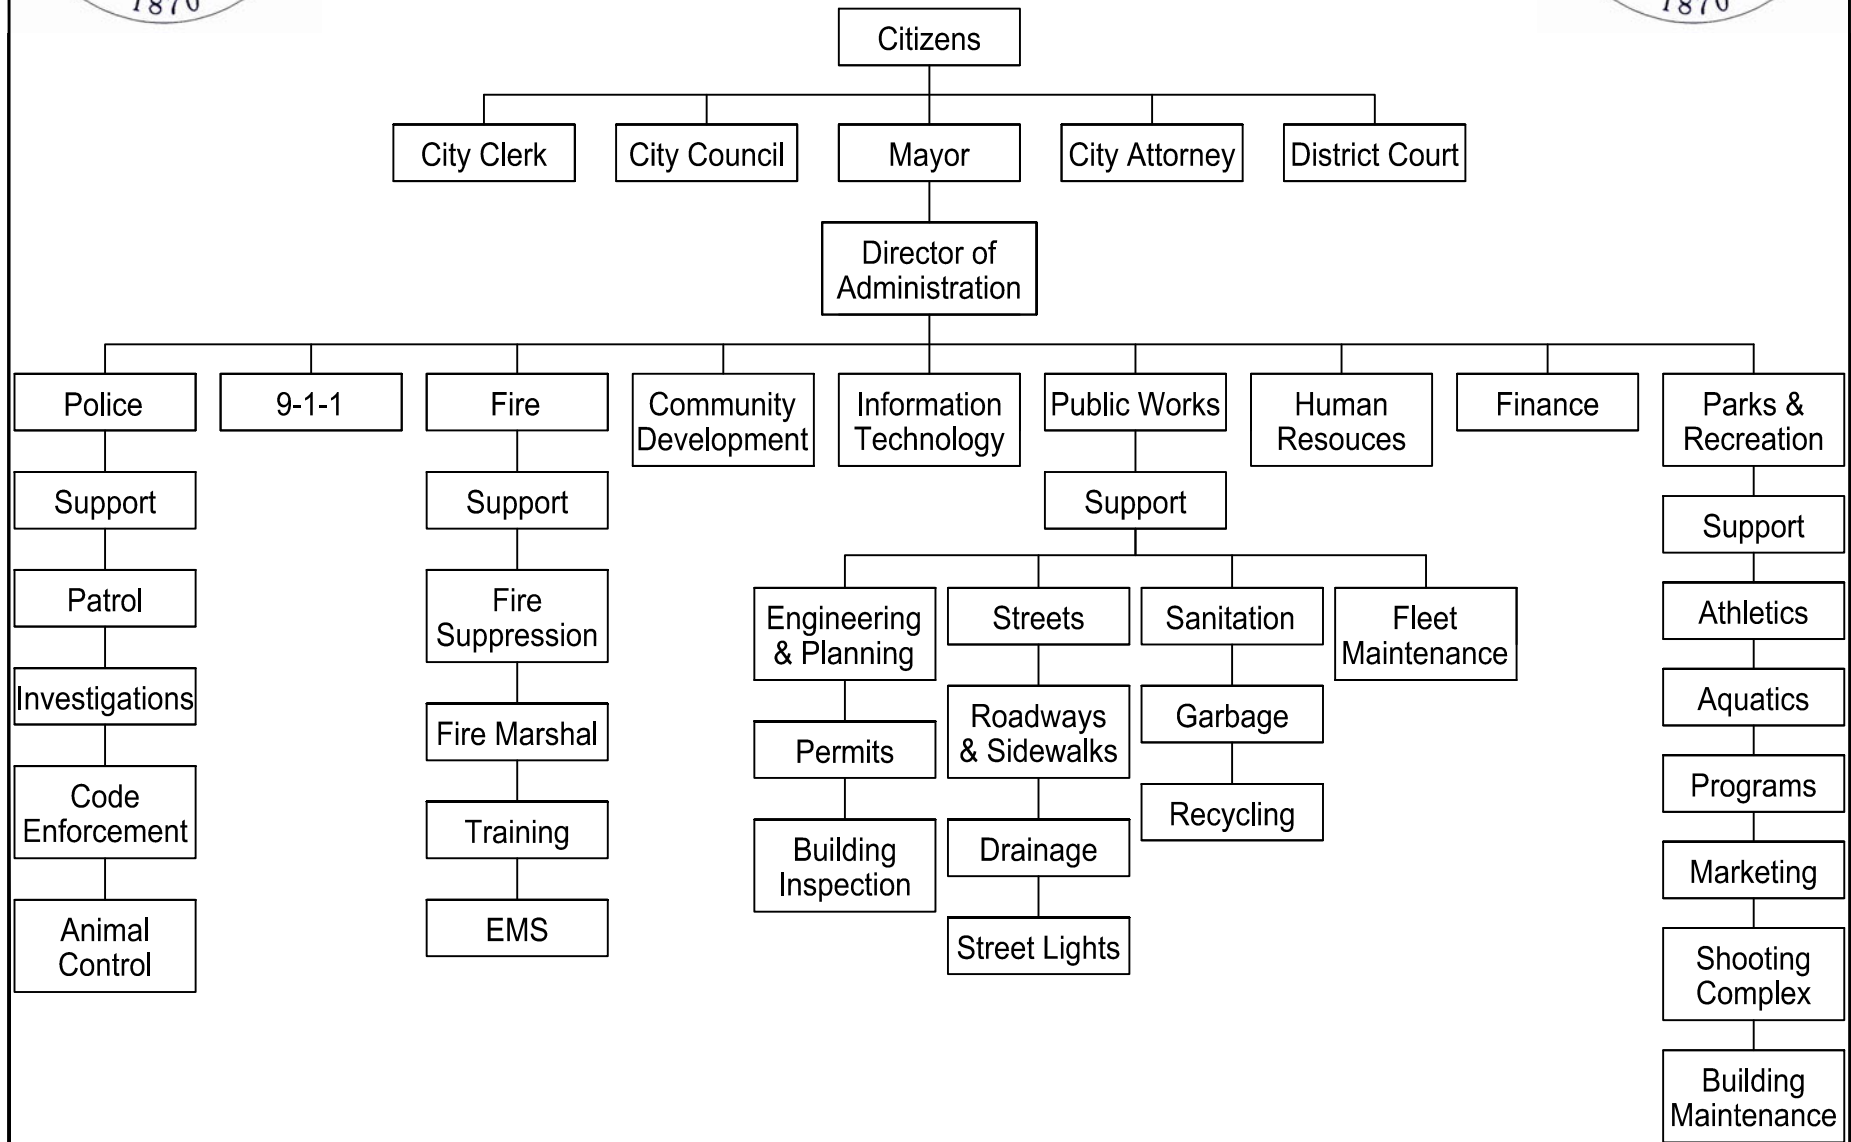 1870
1870
Citizens
City Clerk
City Council
Mayor
City Attorney
District Court
Director of
Administration
Police
9-1-1
Fire
Community
Development
Information
Technology
Public Works
Human
Resouces
Finance
Parks &
Recreation
Support
Patrol
Investigations
Code
Enforcement
Animal
Control
Support
Fire
Suppression
Fire Marshal
Training
EMS
Support
Engineering
& Planning
Permits
Building
Inspection
Streets
Roadways
& Sidewalks
Drainage
Street Lights
Sanitation
Garbage
Recycling
Fleet
Maintenance
Support
Athletics
Aquatics
Programs
Marketing
Shooting
Complex
Building
Maintenance